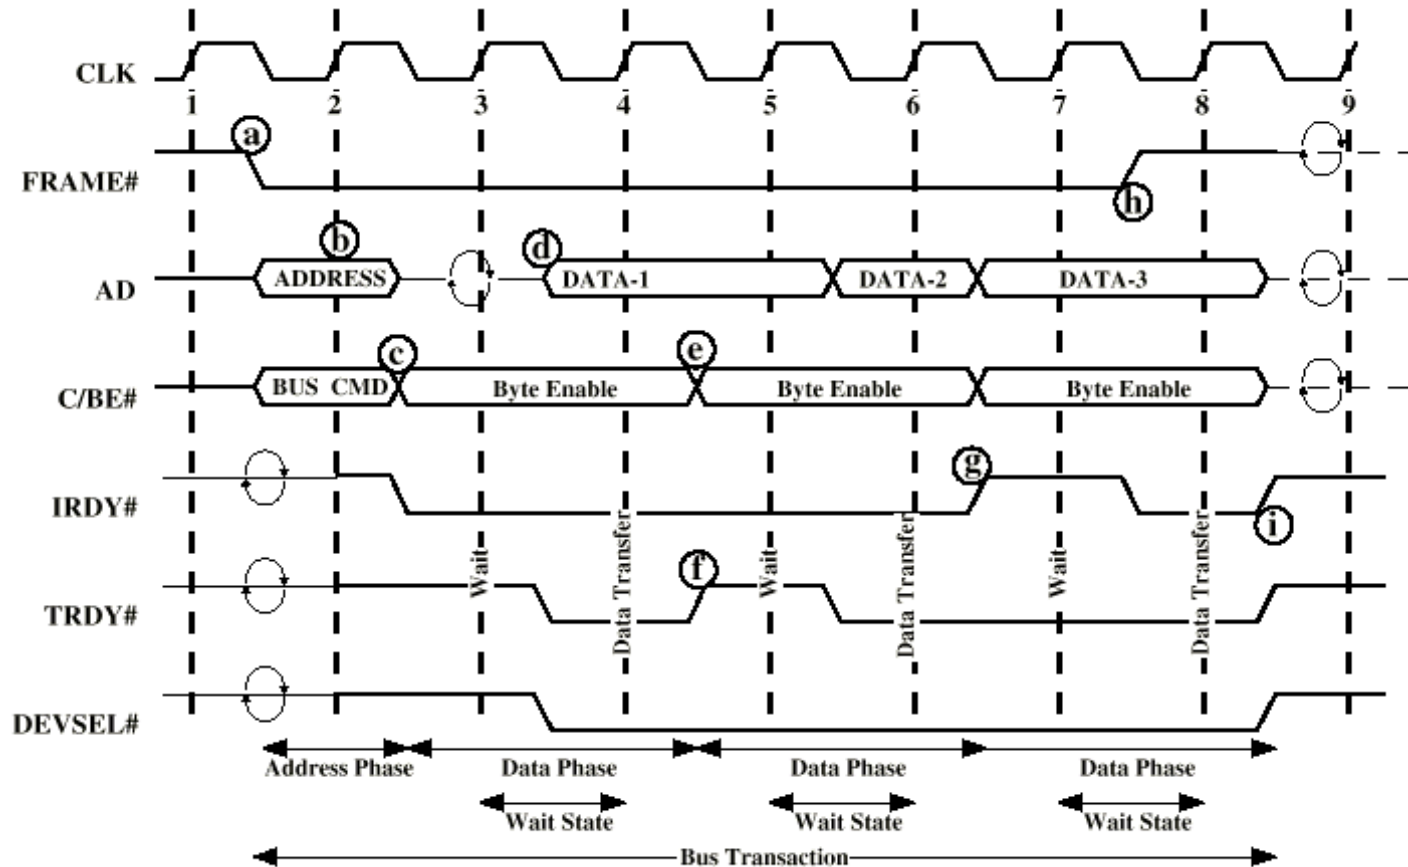 CLK
1 2 3 4 5 6 7 8 9
a
FRAME#
h
b
d
AD
ADDRESS
DATA-1
DATA-2
DATA-3
c
e
C/BE#
BUS CMD
Byte Enable
Byte Enable
Byte Enable
g
IRDY#
i
Wait
Data Transfer
Wait
Data Transfer
Wait
Data Transfer
f
TRDY#
DEVSEL#
Address Phase
Data Phase
Data Phase
Data Phase
Wait State
Wait State
Wait State
Bus Transaction